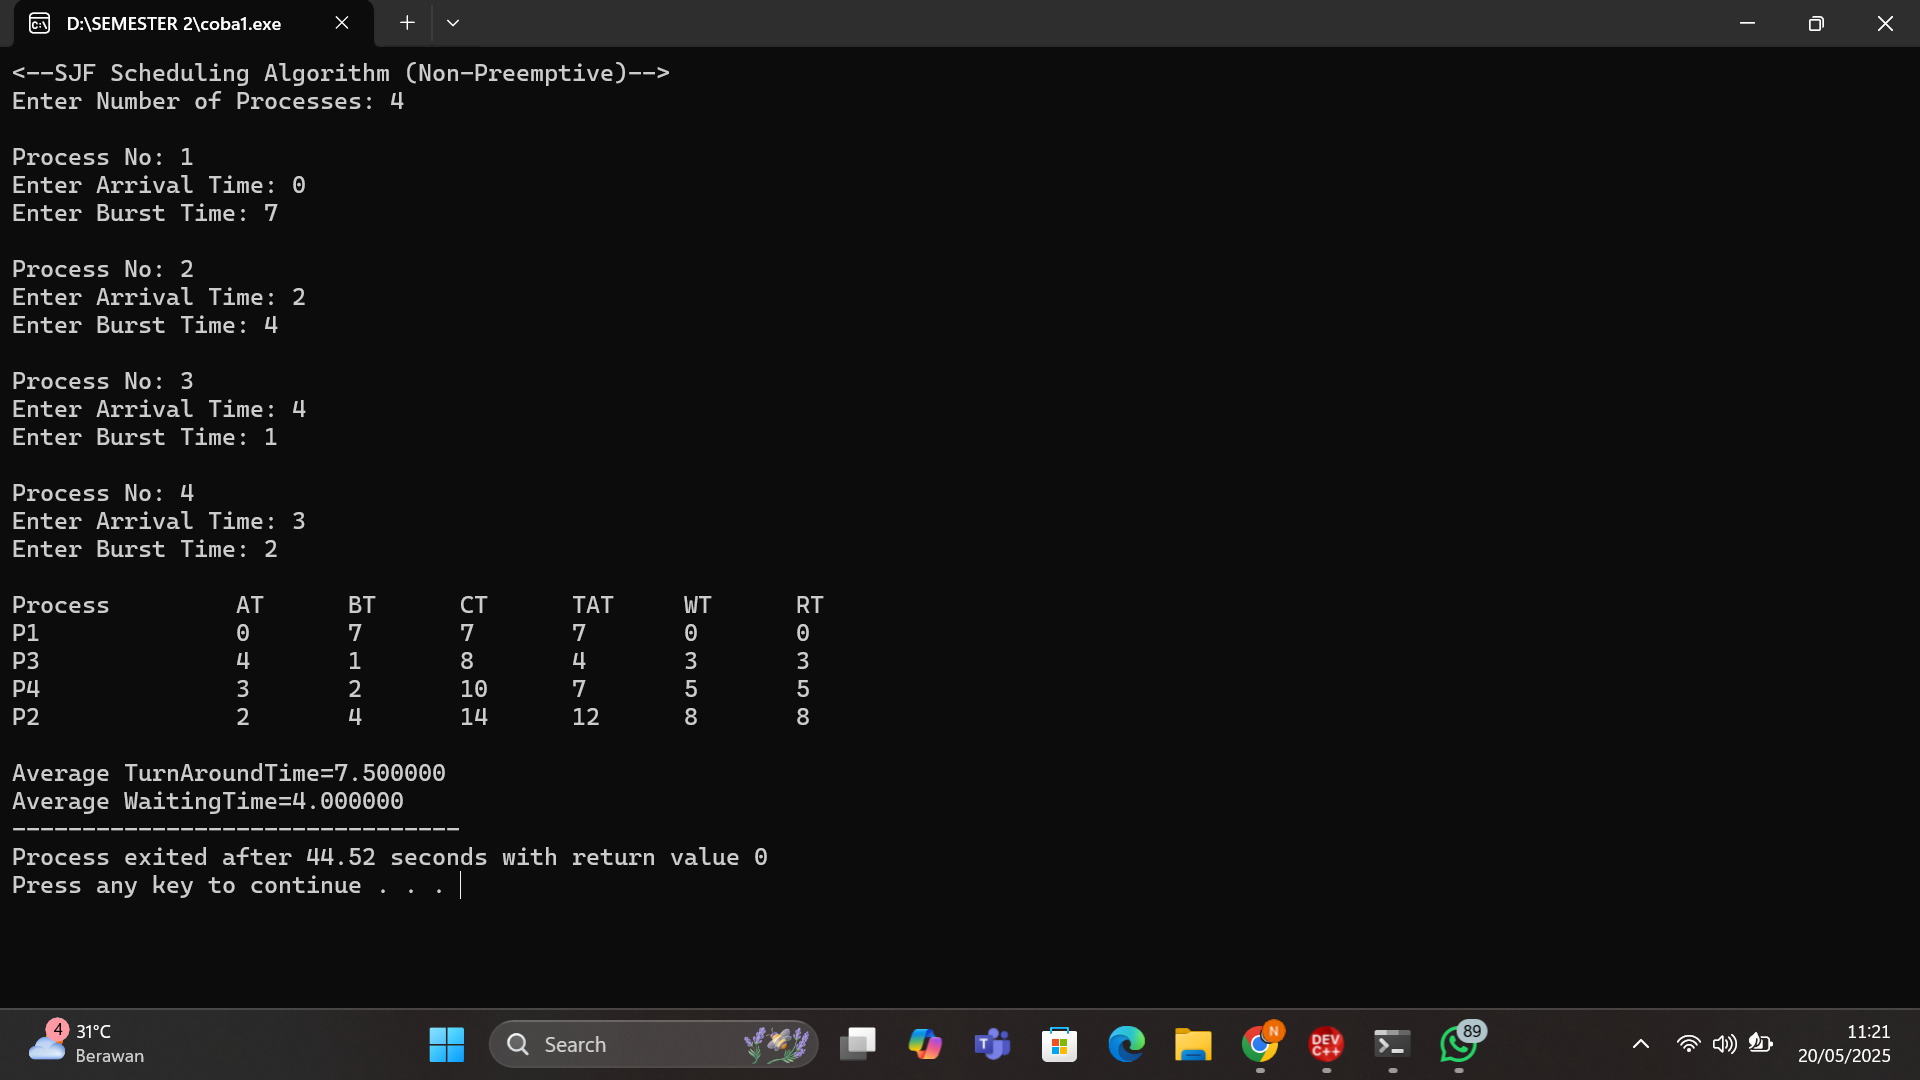 D:\SEMESTER 2\coba1.exe
<--SJF Scheduling Algorithm (Non-Preemptive)-->
Enter Number of Processes: 4
Process No: 1
Enter Arrival Time: 0
Enter Burst Time: 7
Process No: 2
Enter Arrival Time: 2
Enter Burst Time: 4
Process No: 3
Enter Arrival Time: 4
Enter Burst Time: 1
Process No: 4
Enter Arrival Time: 3
Enter Burst Time: 2
Process AT BT CT TAT WT RT
P1 0 7 7 7 0 0
P3 4 1 8 4 3 3
P4 3 2 10 7 5 5
P2 2 4 14 12 8 8
Average TurnAroundTime=7.500000
Average WaitingTime=4.000000
--------------------------------
Process exited after 44.52 seconds with return value 0
Press any key to continue . . .
4
31°C
Berawan
Search
T
N
DEV
C++
89
11:21
20/05/2025